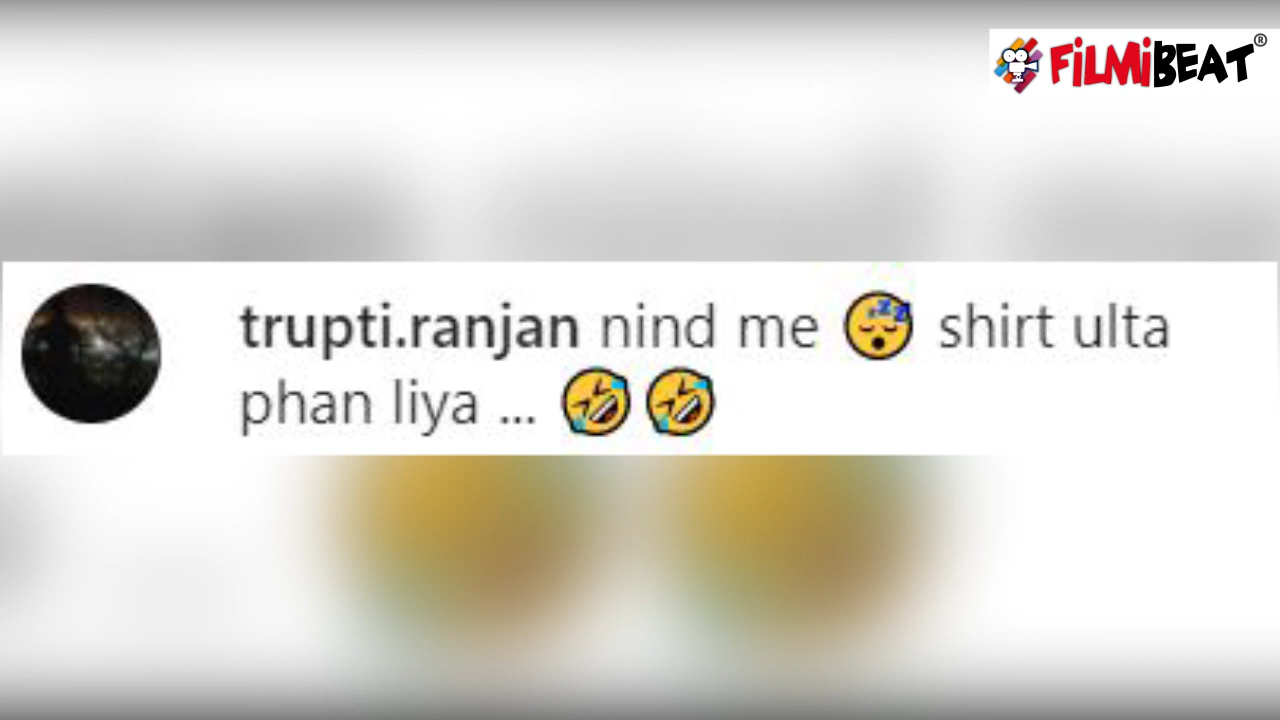 FiLMiBEAT®
trupti.ranjan nind me 😴 shirt ulta
phan liya ... 🤣🤣